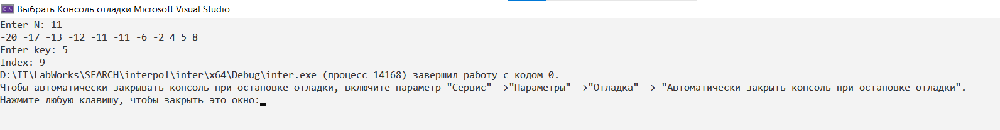 Выбрать Консоль отладки Microsoft Visual Studio
Enter N: 11
-20 -17 -13 -12 -11 -11 -6 -2 4 5 8
Enter key: 5
Index: 9
D:\IT\LabWorks\SEARCH\interpol\inter\x64\Debug\inter.exe (процесс 14168) завершил работу с кодом 0.
Чтобы автоматически закрывать консоль при остановке отладки, включите параметр "Сервис" ->"Параметры" ->"Отладка" -> "Автоматически закрыть консоль при остановке отладки".
Нажмите любую клавишу, чтобы закрыть это окно: